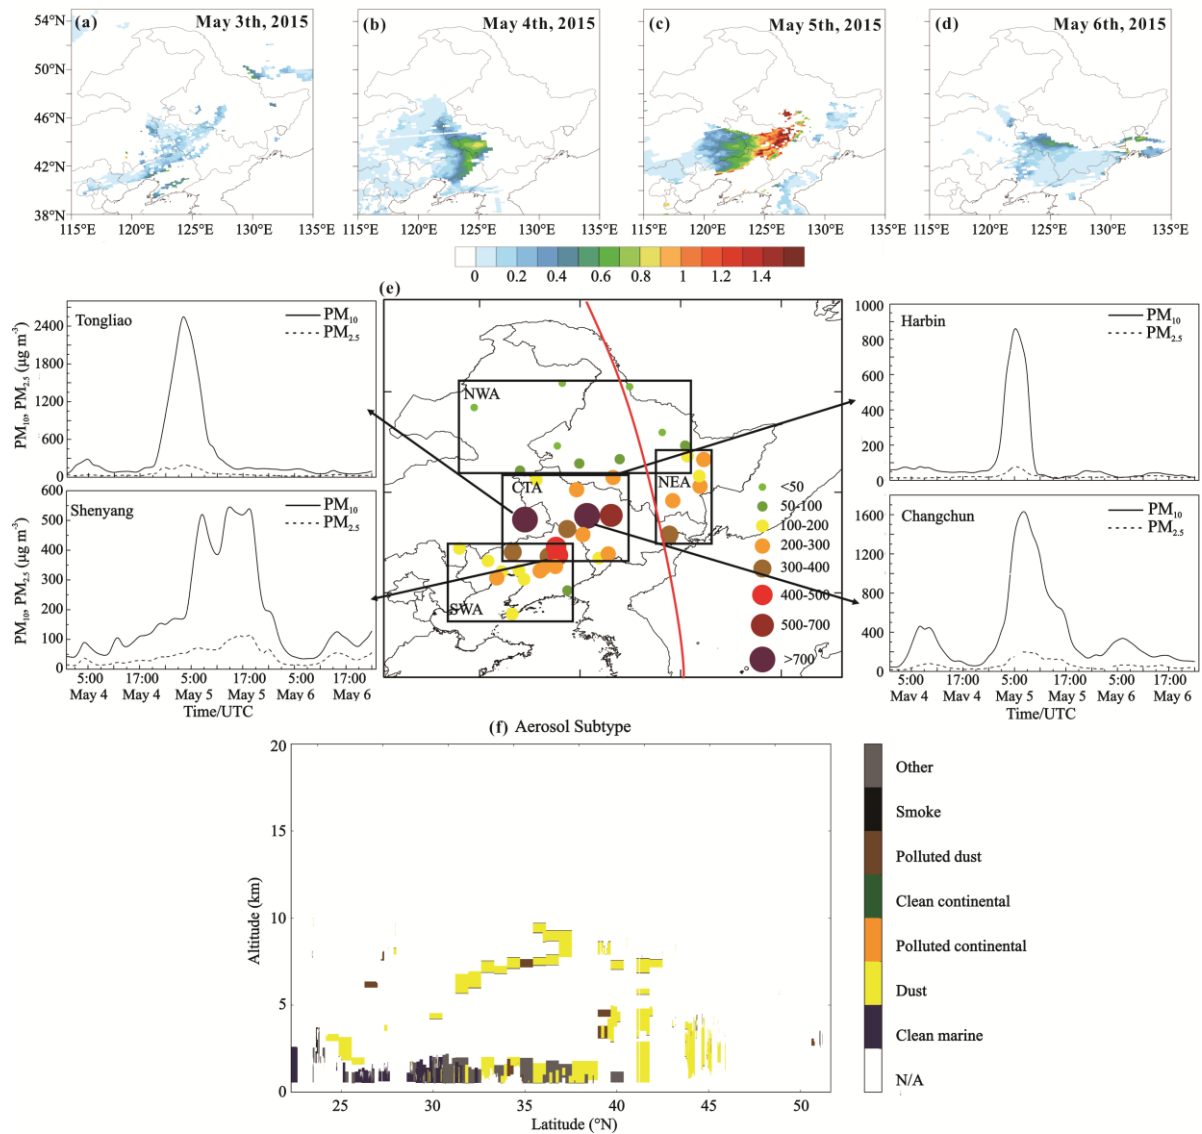 (a) May 3th, 2015
(b) May 4th, 2015
(c) May 5th, 2015
(d) May 6th, 2015
54°N
50°N
46°N
42°N
38°N
115°E 120°E 125°E 130°E 135°E
115°E 120°E 125°E 130°E 135°E
115°E 120°E 125°E 130°E 135°E
115°E 120°E 125°E 130°E 135°E
0 0.2 0.4 0.6 0.8 1 1.2 1.4
(e)
PM10, PM2.5 (μg m-3)
Tongliao
PM10
PM2.5
2400
1800
1200
600
0
PM10, PM2.5 (μg m-3)
Shenyang
PM10
PM2.5
600
500
400
300
200
100
0
5:00 17:00 5:00 17:00 5:00 17:00
May 4 May 4 May 5 May 5 May 6 May 6
Time/UTC
NWA
CTA
NEA
SWA
<50
50-100
100-200
200-300
300-400
400-500
500-700
>700
Harbin
PM10
PM2.5
1000
800
600
400
200
0
Changchun
PM10
PM2.5
1600
1200
800
400
0
5:00 17:00 5:00 17:00 5:00 17:00
May 4 May 4 May 5 May 5 May 6 May 6
Time/UTC
(f) Aerosol Subtype
Altitude (km)
20
15
10
5
0
25 30 35 40 45 50
Latitude (°N)
Other
Smoke
Polluted dust
Clean continental
Polluted continental
Dust
Clean marine
N/A